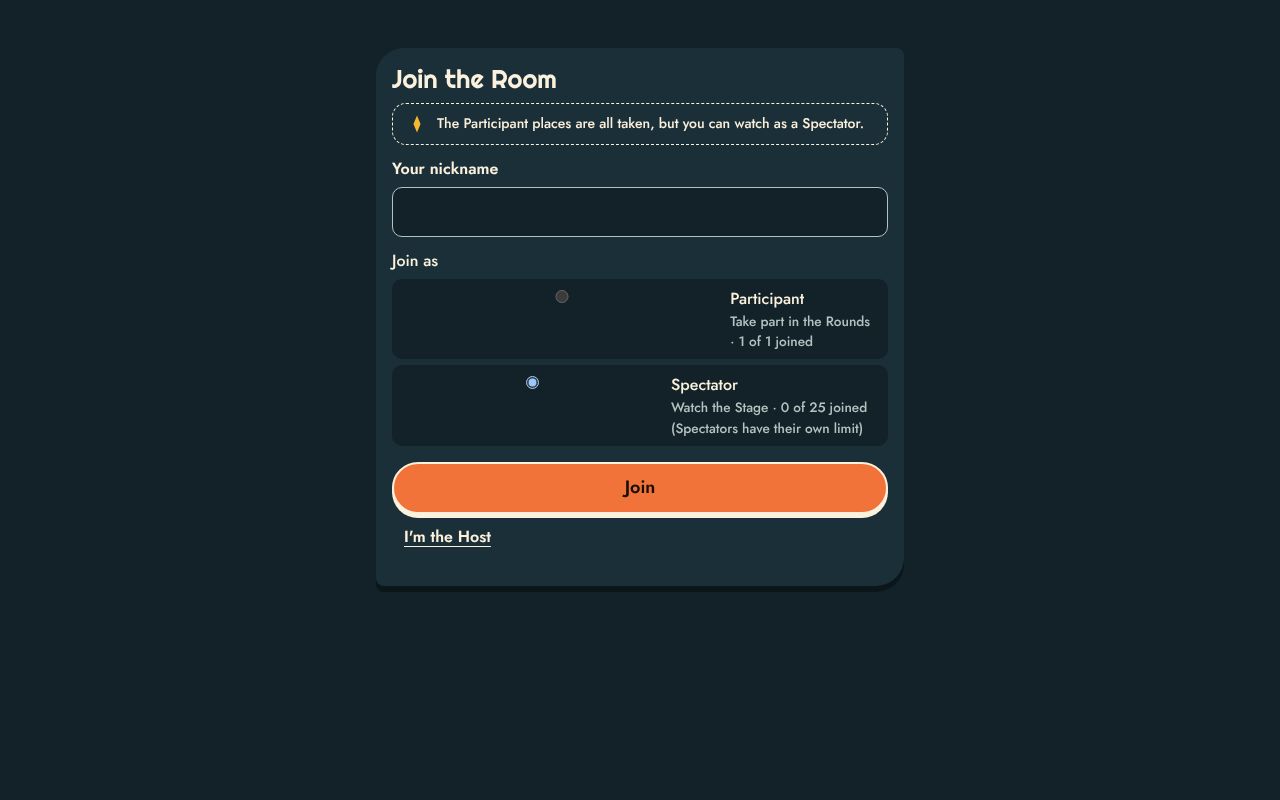 Join the Room
The Participant places are all taken, but you can watch as a Spectator.
Your nickname
Join as
Participant
Take part in the Rounds
· 1 of 1 joined
Spectator
Watch the Stage · 0 of 25 joined
(Spectators have their own limit)
Join
I'm the Host